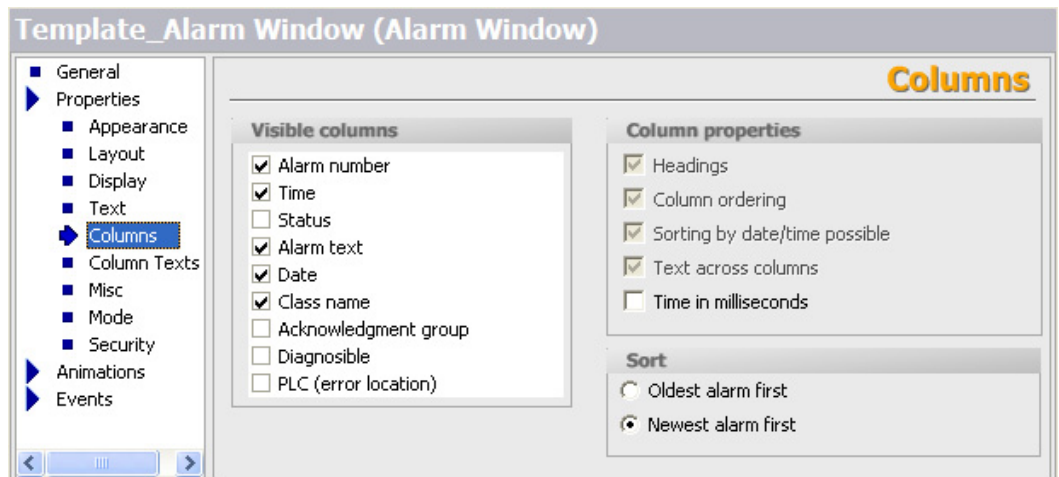 Template_Alarm Window (Alarm Window)
General
Properties
Appearance
Layout
Display
Text
Columns
Column Texts
Misc
Mode
Security
Animations
Events
Columns
Visible columns
Alarm number
Time
Status
Alarm text
Date
Class name
Acknowledgment group
Diagnosible
PLC (error location)
Column properties
Headings
Column ordering
Sorting by date/time possible
Text across columns
Time in milliseconds
Sort
Oldest alarm first
Newest alarm first